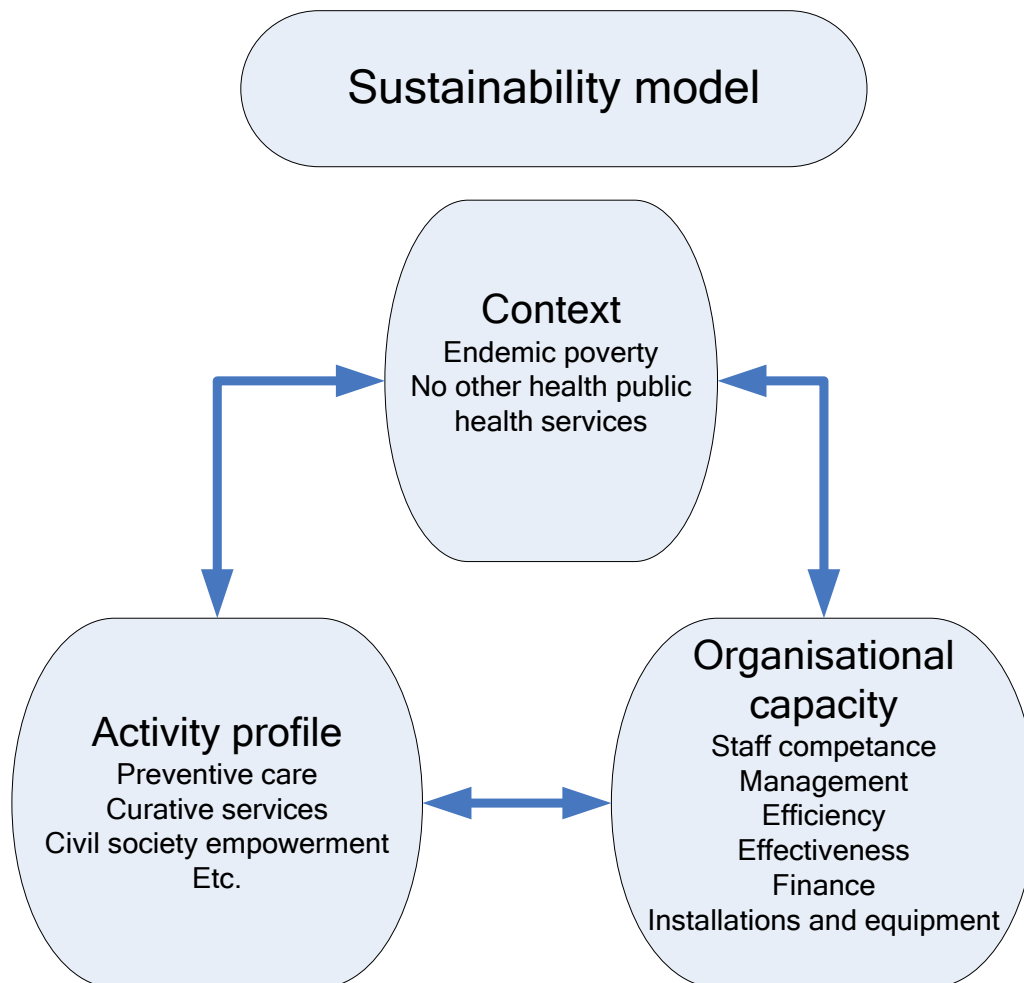 Sustainability model
Context
Endemic poverty
No other health public
health services
Activity profile
Preventive care
Curative services
Civil society empowerment
Etc.
Organisational
capacity
Staff competance
Management
Efficiency
Effectiveness
Finance
Installations and equipment